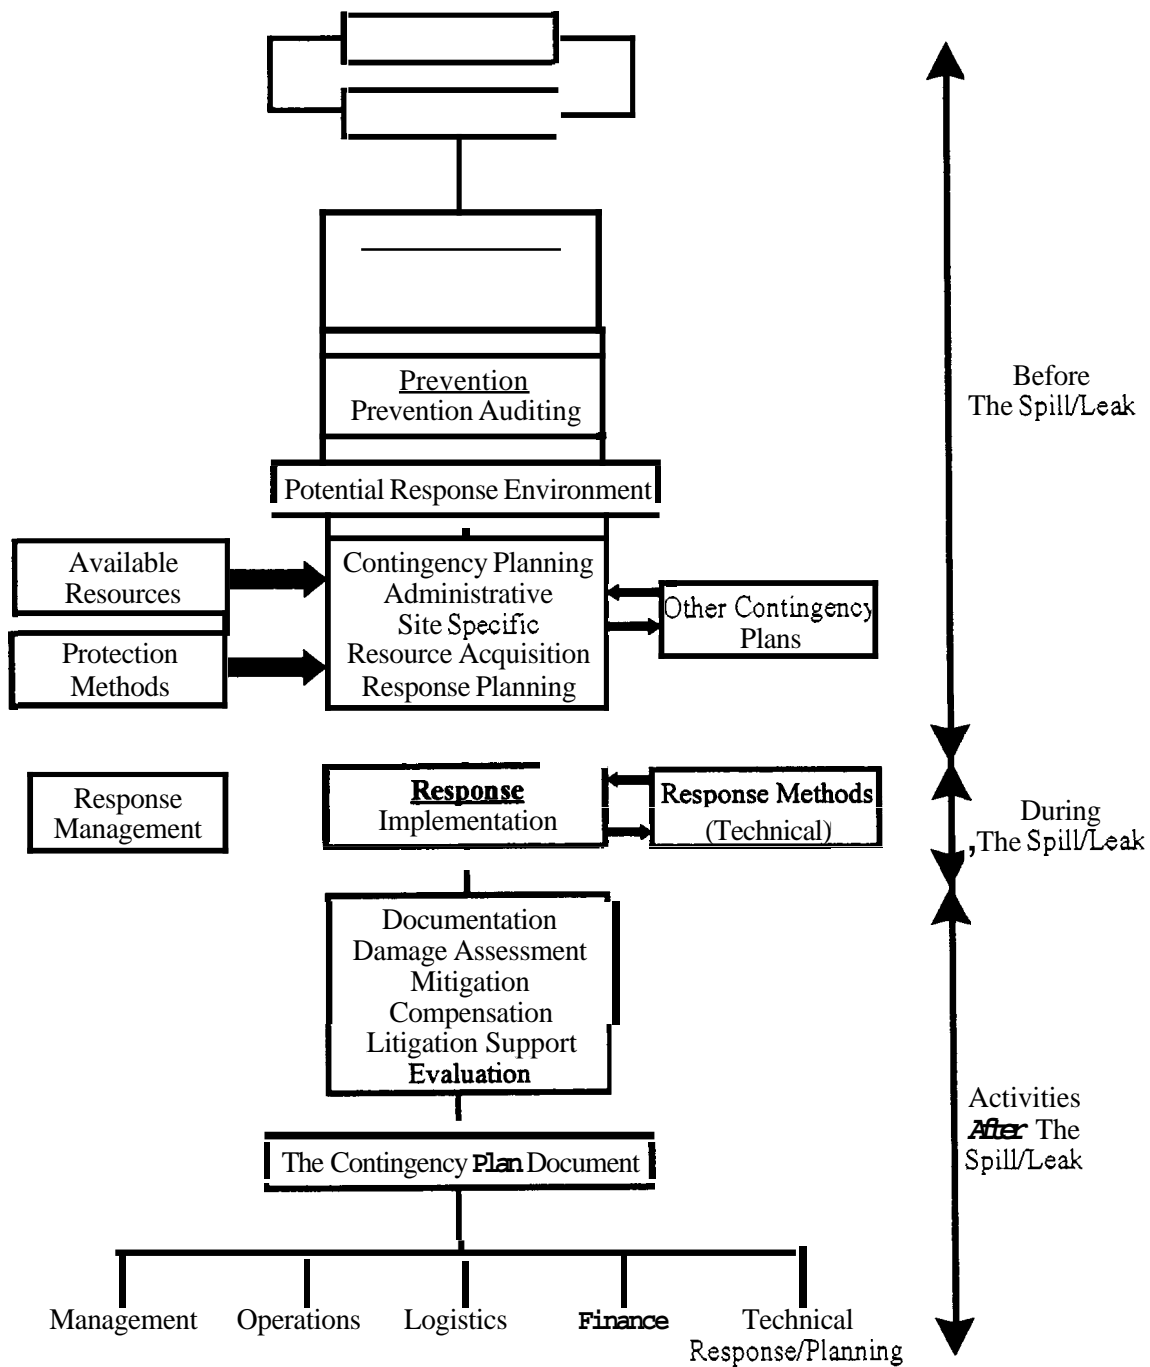 Prevention
Prevention Auditing
Before
The Spill/Leak
Potential Response Environment
Available
Resources
Contingency Planning
Administrative
Site Specific
Resource Acquisition
Response Planning
Other Contingency
Plans
Protection
Methods
Response
Management
Response
Implementation
Response Methods
(Technical)
During
,The Spill/Leak
Documentation
Damage Assessment
Mitigation
Compensation
Litigation Support
Evaluation
Activities
After The
Spill/Leak
The Contingency Plan Document
Management
Operations
Logistics
Finance
Technical
Response/Planning